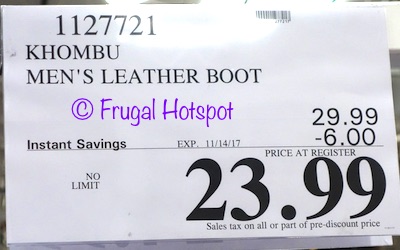 1127721
KHOMBU
MEN'S LEATHER BOOT
© Frugal Hotspot
29.99
Instant Savings EXP. 11/14/17 -6.00
PRICE AT REGISTER
NO
LIMIT
23.99
Sales tax on all or part of pre-discount price